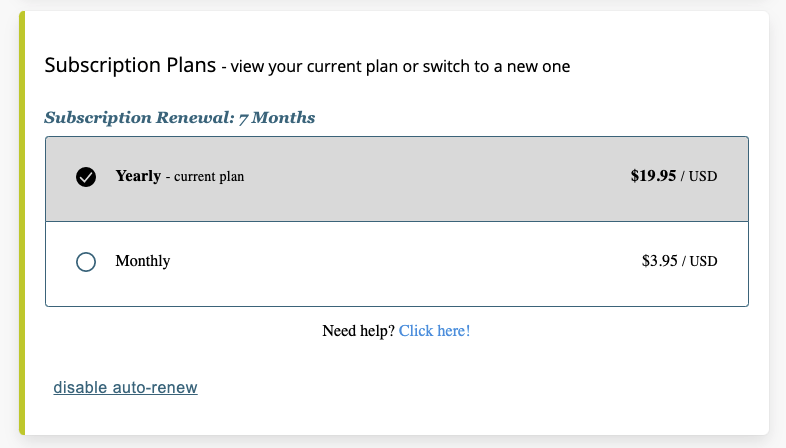 Subscription Plans - view your current plan or switch to a new one
Subscription Renewal: 7 Months
Yearly - current plan $19.95 / USD
Monthly $3.95 / USD
Need help? Click here!
disable auto-renew